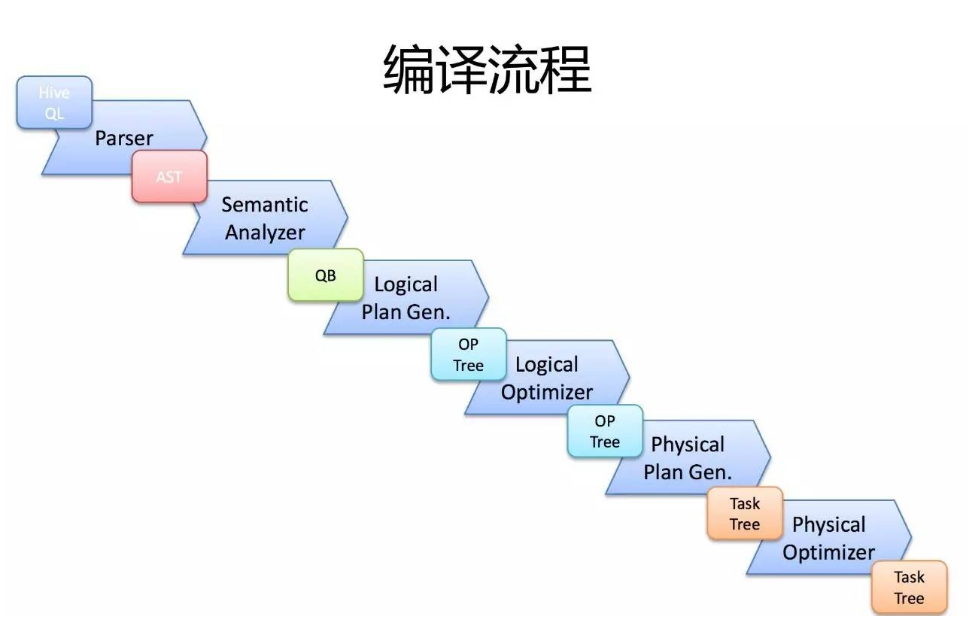 编译流程
Hive
QL
Parser
AST
Semantic
Analyzer
QB
Logical
Plan Gen.
OP
Tree
Logical
Optimizer
OP
Tree
Physical
Plan Gen.
Task
Tree
Physical
Optimizer
Task
Tree